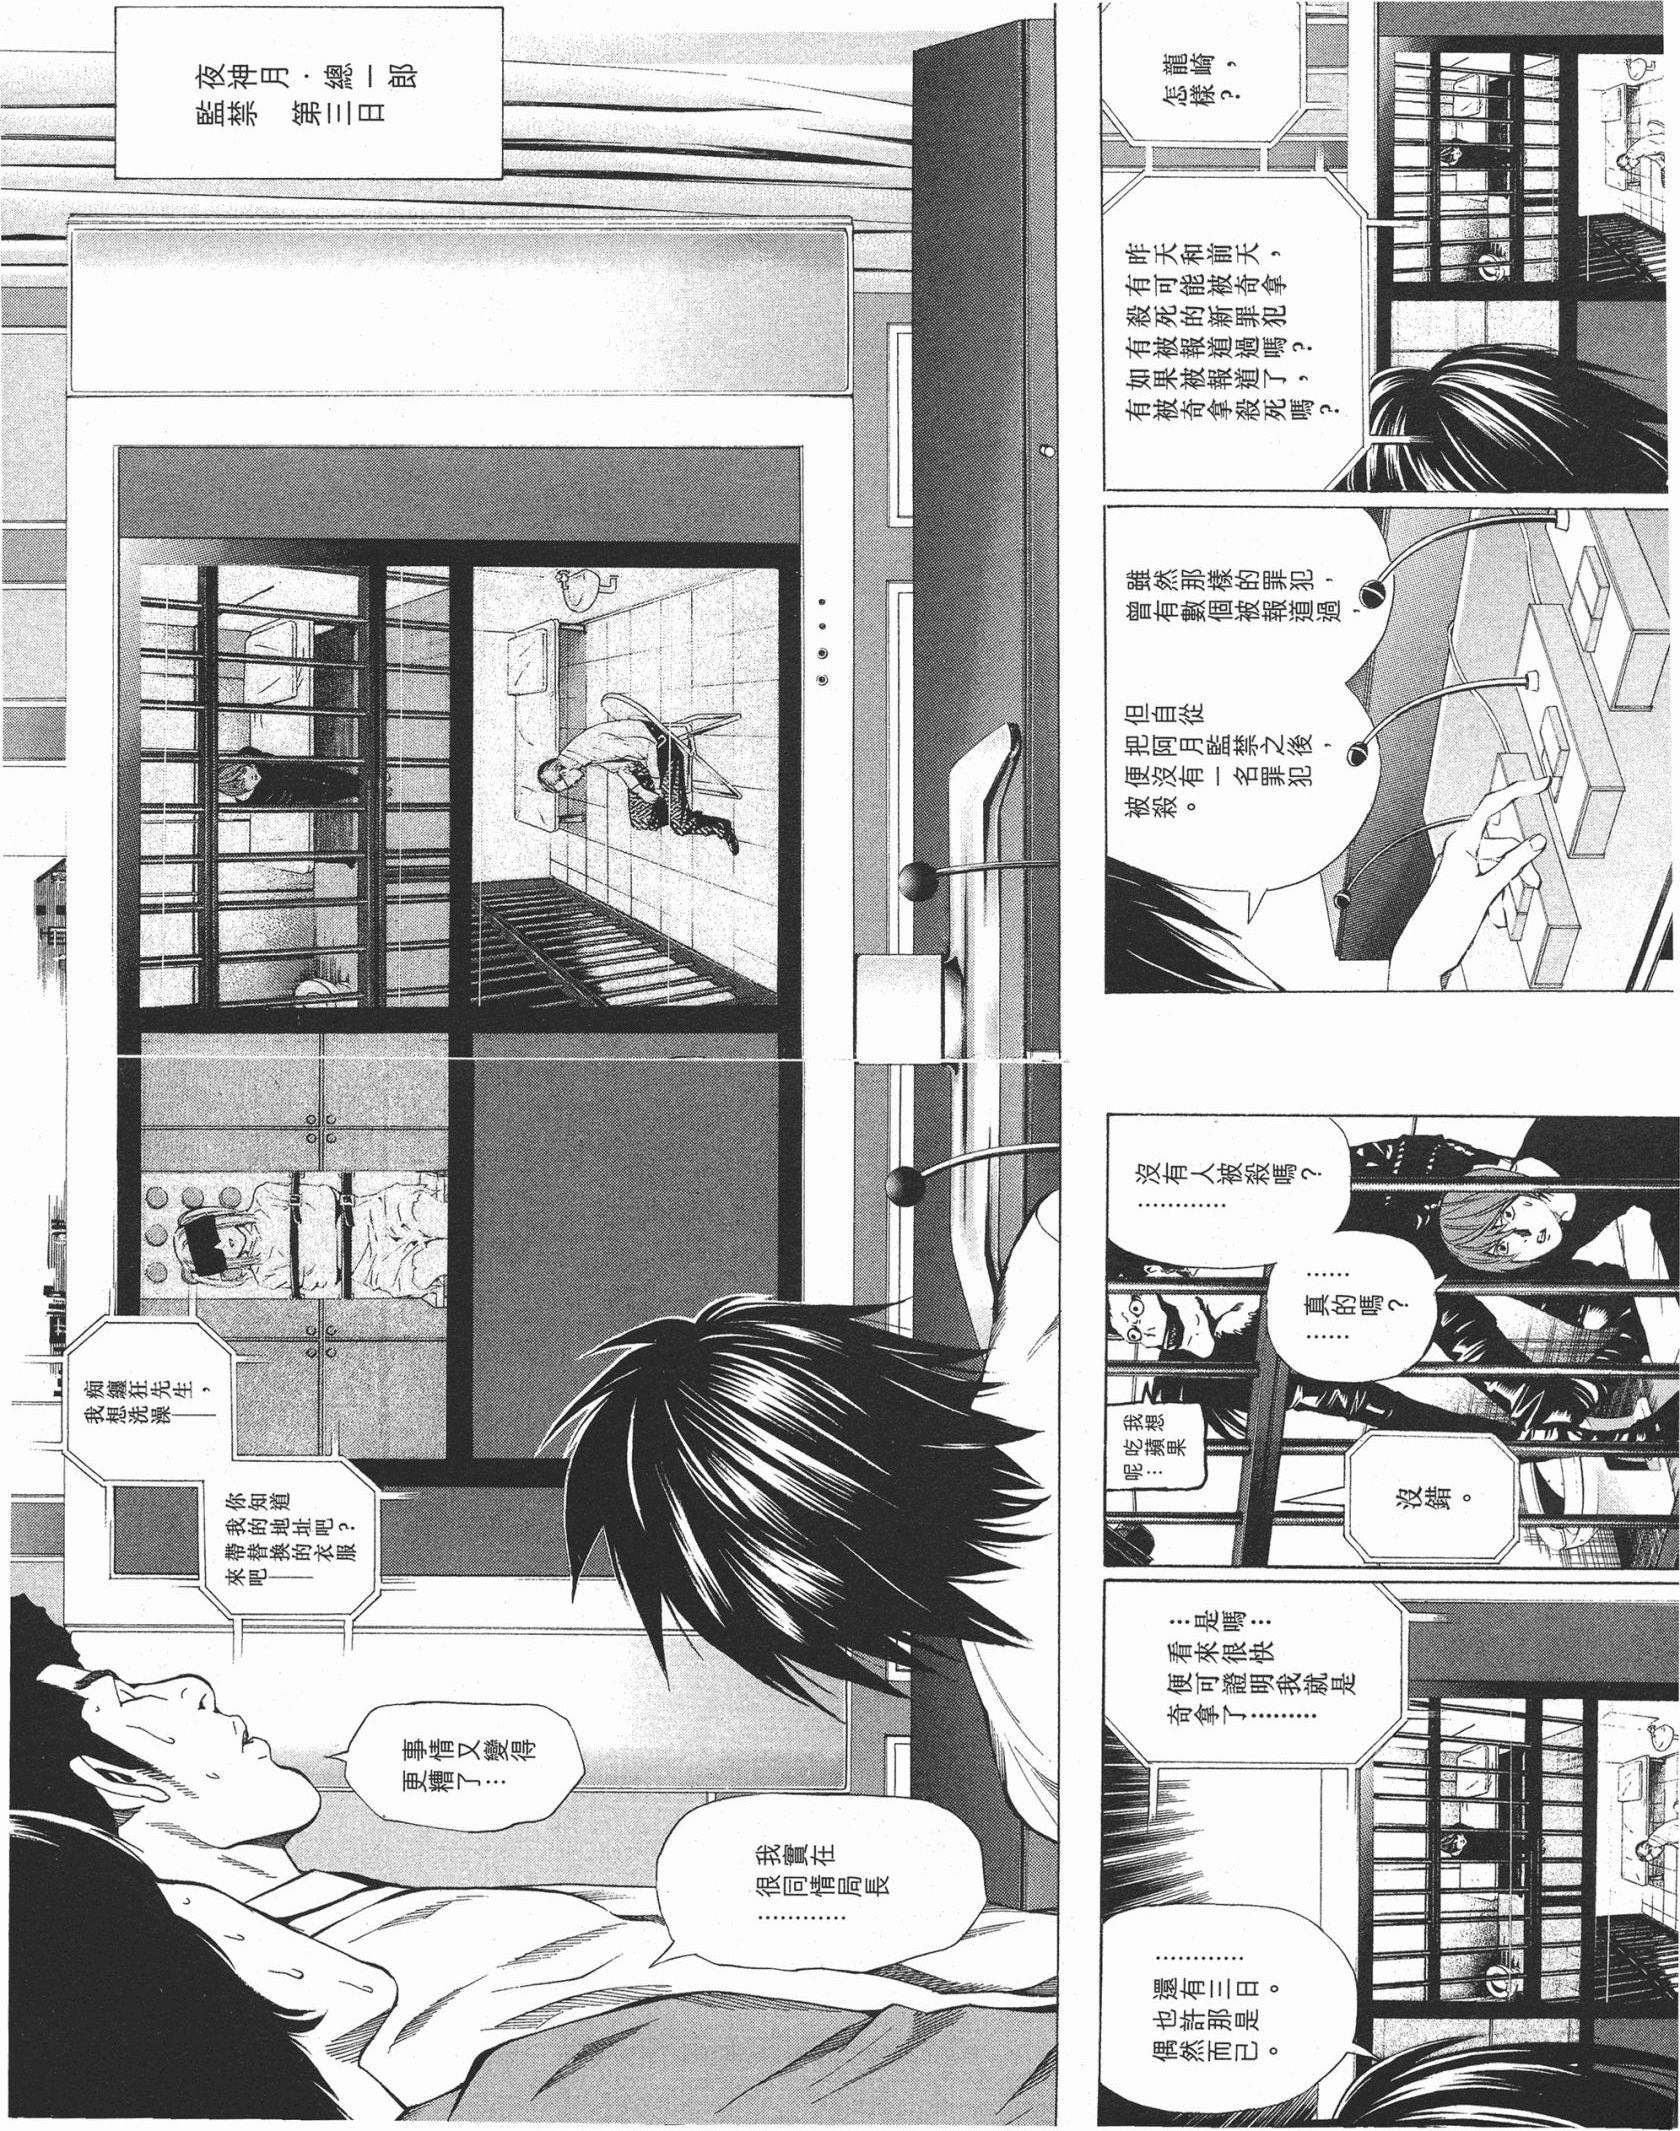 夜神月・總一郎
監禁　第三日
痴纏狂先生，
我想洗澡——
你知道
我的地址吧？
帶替換的衣服
來吧——
事情又變得
更糟了…
我實在
很同情局長
…………
龍崎，
怎樣？
昨天和前天，
有可能被奇拿
殺死的新罪犯
有被報道過嗎？
如果被報道了，
有被奇拿殺死嗎？
雖然那樣的罪犯，
曾有數個被報道過，
但自從
把阿月監禁之後，
便沒有一名罪犯
被殺。
沒有人被殺嗎？
…………
……
真的嗎？
……
我想
吃蘋果
呢…
沒錯。
…是嗎…
看來很快
便可證明我就是
奇拿了………
…………
還有三日。
也許那是
偶然而已。